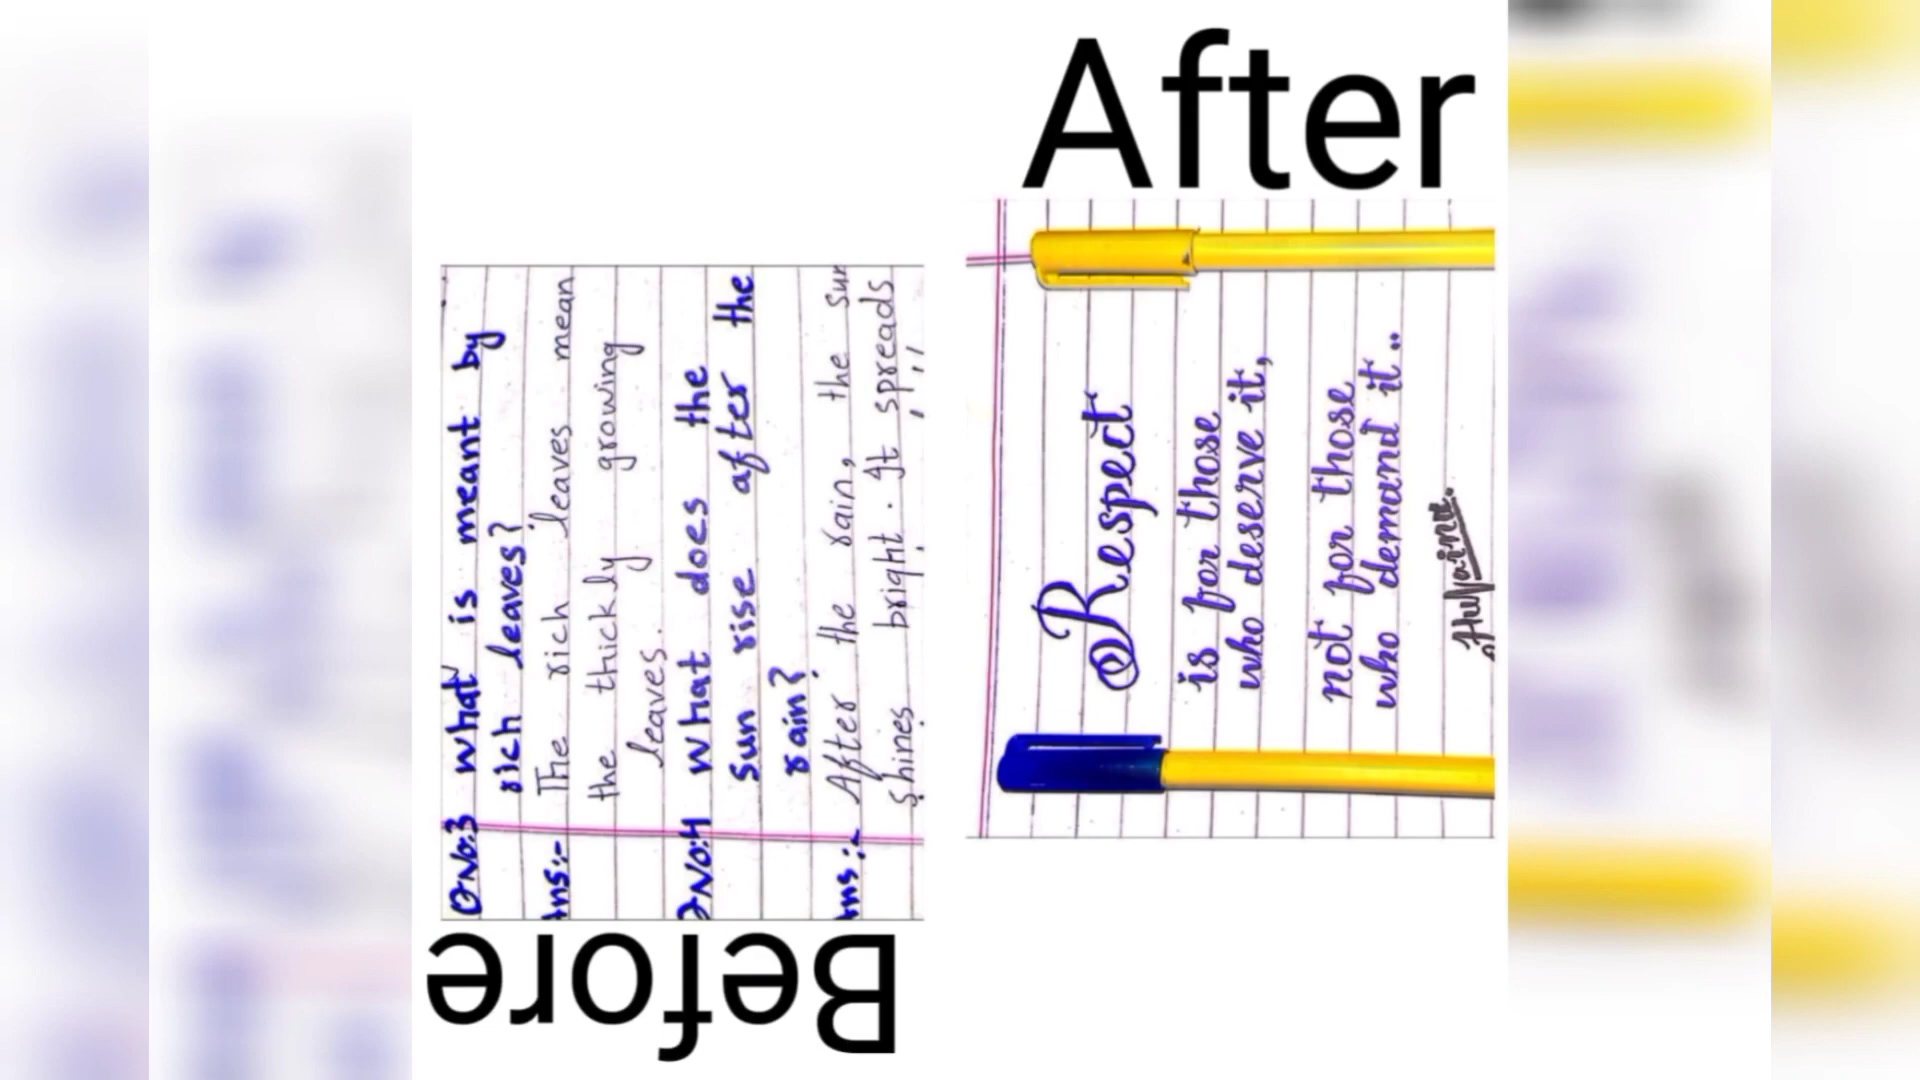 Before
QNo:3 what is meant by
rich leaves?
Ans:- The rich leaves mean
the thickly growing
leaves.
QNo:4 what does the
sun rise after the
rain?
Ans:- After the rain, the sun
shines bright. It spreads
After
Respect
is for those
who deserve it,
not for those
who demand it..